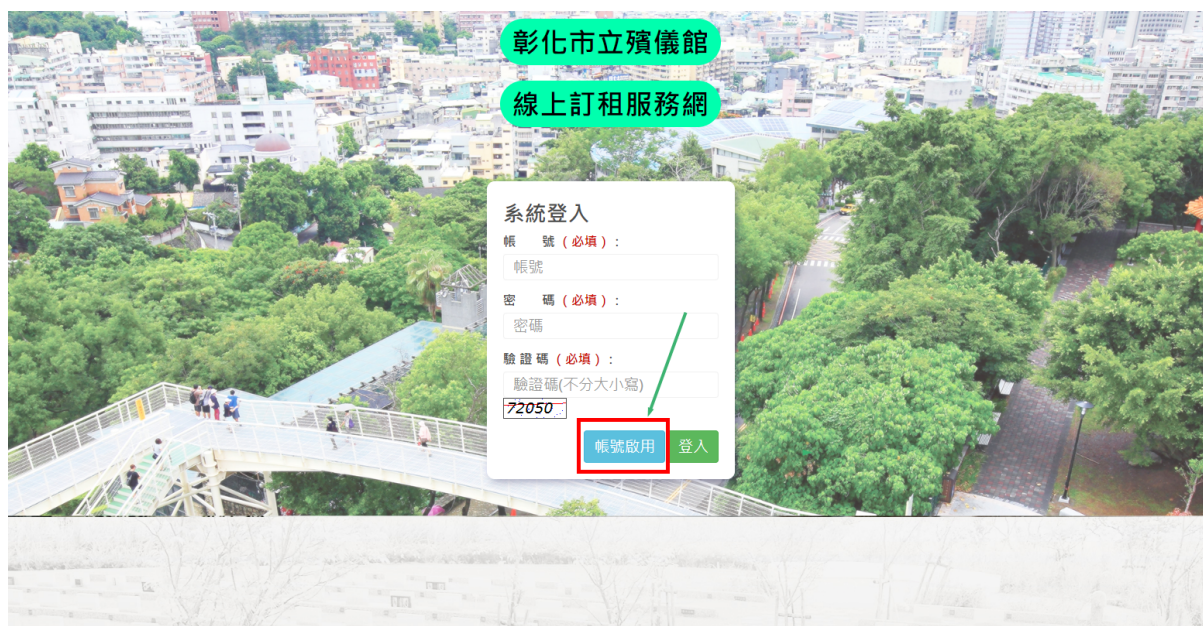 彰化市立殯儀館
線上訂租服務網
系統登入
帳 號(必填):
帳號
密 碼(必填):
密碼
驗證碼(必填):
驗證碼(不分大小寫)
72050
帳號啟用 登入